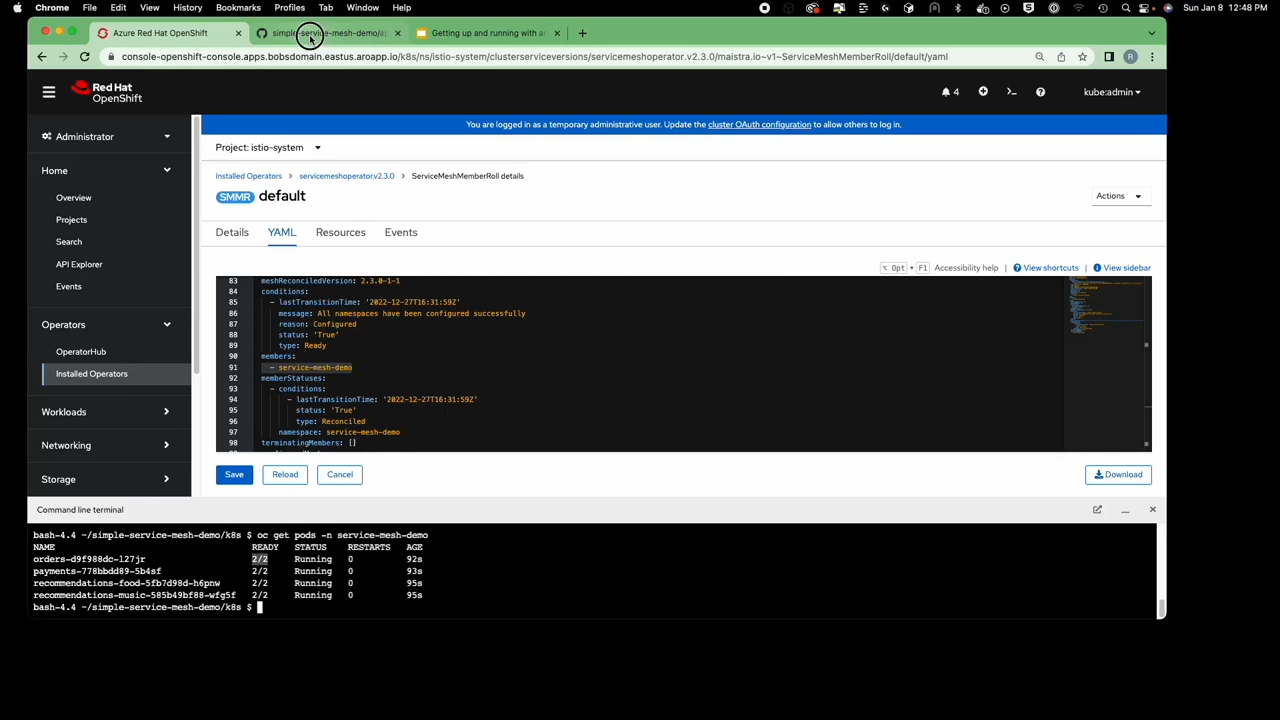 Chrome File Edit View History Bookmarks Profiles Tab Window Help Sun Jan 8 12:48 PM
Azure Red Hat OpenShift simple-service-mesh-demo/a Getting up and running with a
console-openshift-console.apps.bobsdomain.eastus.aroapp.io/k8s/ns/istio-system/clusterserviceversions/servicemeshoperator.v2.3.0/maistra.io~v1~ServiceMeshMemberRoll/default/yaml R
Red Hat
OpenShift
4
kube:admin
You are logged in as a temporary administrative user. Update the cluster OAuth configuration to allow others to log in.
Administrator
Home
Overview
Projects
Search
API Explorer
Events
Operators
OperatorHub
Installed Operators
Workloads
Networking
Storage
Project: istio-system
Installed Operators servicemeshoperator.v2.3.0 ServiceMeshMemberRoll details
SMMR default
Actions
Details YAML Resources Events
Opt + F1 Accessibility help | View shortcuts | View sidebar
83 meshReconciledVersion: 2.3.0-1-1
84 conditions:
85 - lastTransitionTime: '2022-12-27T16:31:59Z'
86 message: All namespaces have been configured successfully
87 reason: Configured
88 status: 'True'
89 type: Ready
90 members:
91 - service-mesh-demo
92 memberStatuses:
93 - conditions:
94 - lastTransitionTime: '2022-12-27T16:31:59Z'
95 status: 'True'
96 type: Reconciled
97 namespace: service-mesh-demo
98 terminatingMembers: []
Save Reload Cancel Download
Command line terminal
bash-4.4 ~/simple-service-mesh-demo/k8s $ oc get pods -n service-mesh-demo
NAME READY STATUS RESTARTS AGE
orders-d9f988dc-l27jr 2/2 Running 0 92s
payments-778bbdd89-5b4sf 2/2 Running 0 93s
recommendations-food-5fb7d98d-h6pnw 2/2 Running 0 95s
recommendations-music-585b49bf88-wfg5f 2/2 Running 0 95s
bash-4.4 ~/simple-service-mesh-demo/k8s $